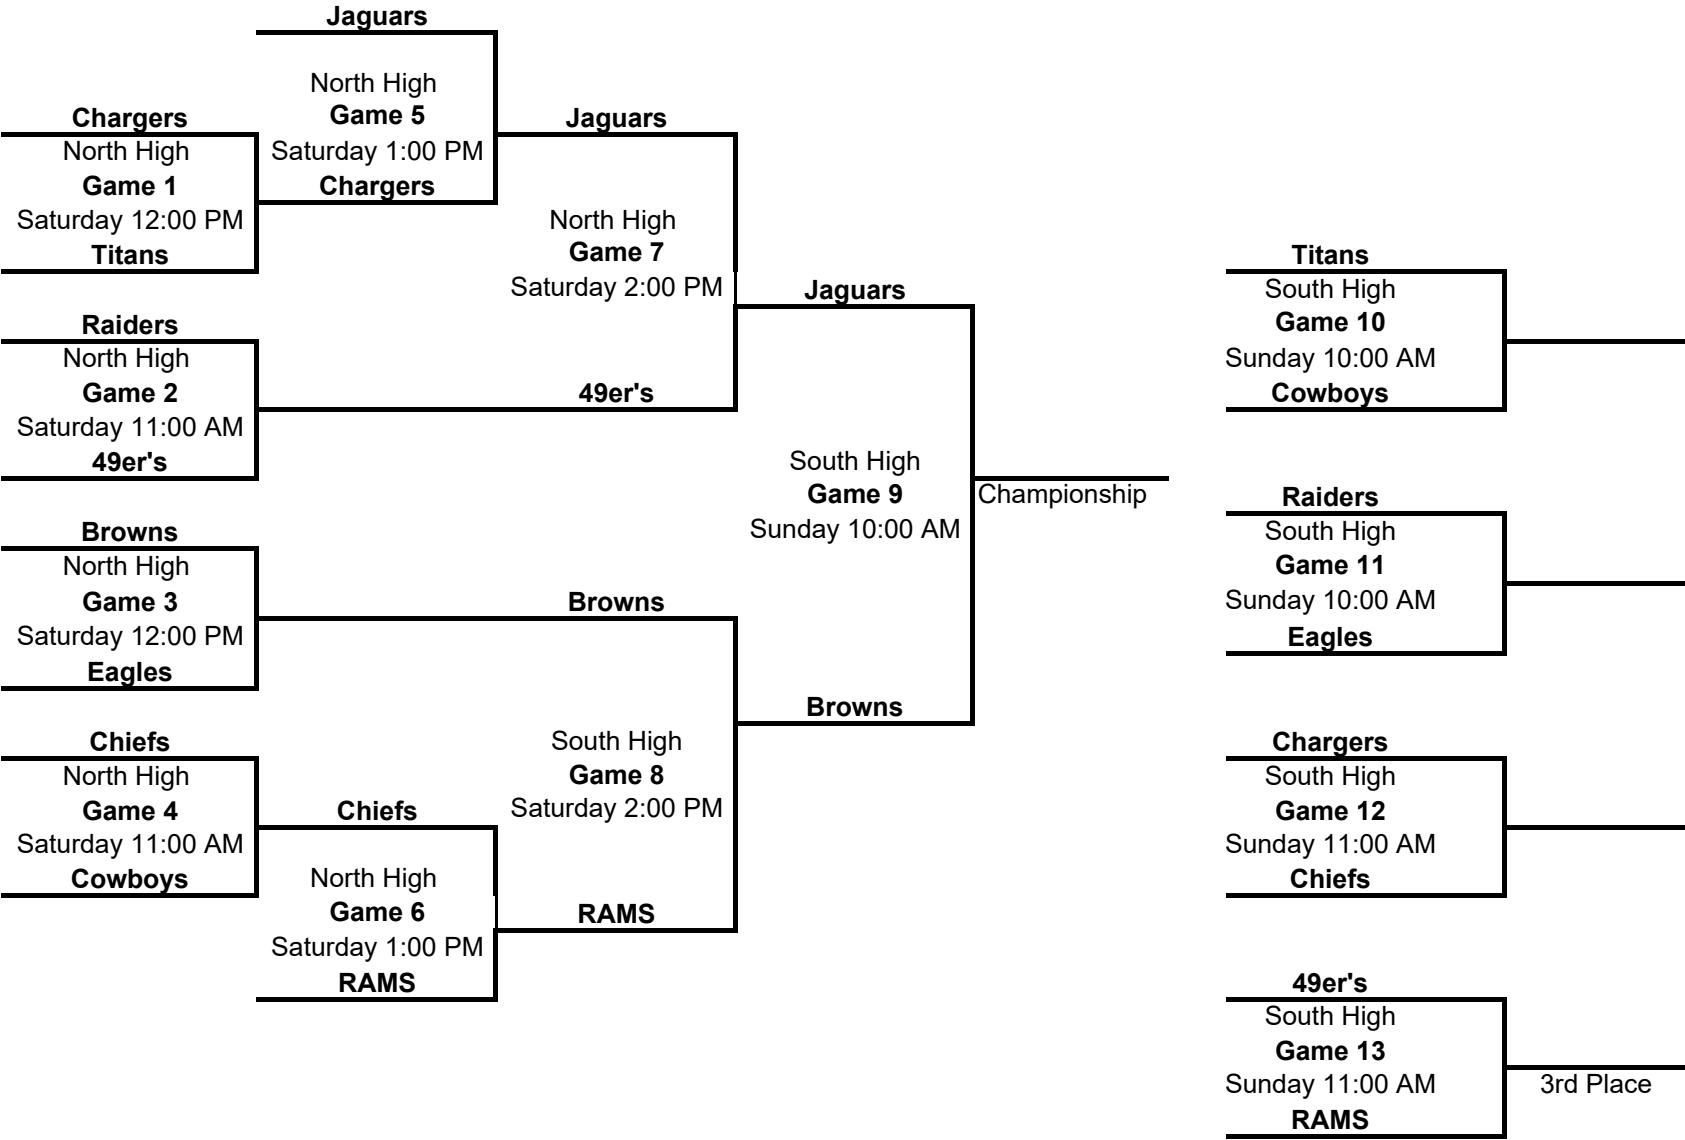 Jaguars
North High
Game 5
Saturday 1:00 PM
Chargers
Chargers
North High
Game 1
Saturday 12:00 PM
Titans
Jaguars
North High
Game 7
Saturday 2:00 PM
49er's
Raiders
North High
Game 2
Saturday 11:00 AM
49er's
Jaguars
South High
Game 9
Sunday 10:00 AM
Browns
Championship
Browns
North High
Game 3
Saturday 12:00 PM
Eagles
Browns
South High
Game 8
Saturday 2:00 PM
RAMS
Chiefs
North High
Game 4
Saturday 11:00 AM
Cowboys
Chiefs
North High
Game 6
Saturday 1:00 PM
RAMS
Titans
South High
Game 10
Sunday 10:00 AM
Cowboys
Raiders
South High
Game 11
Sunday 10:00 AM
Eagles
Chargers
South High
Game 12
Sunday 11:00 AM
Chiefs
49er's
South High
Game 13
Sunday 11:00 AM
RAMS
3rd Place